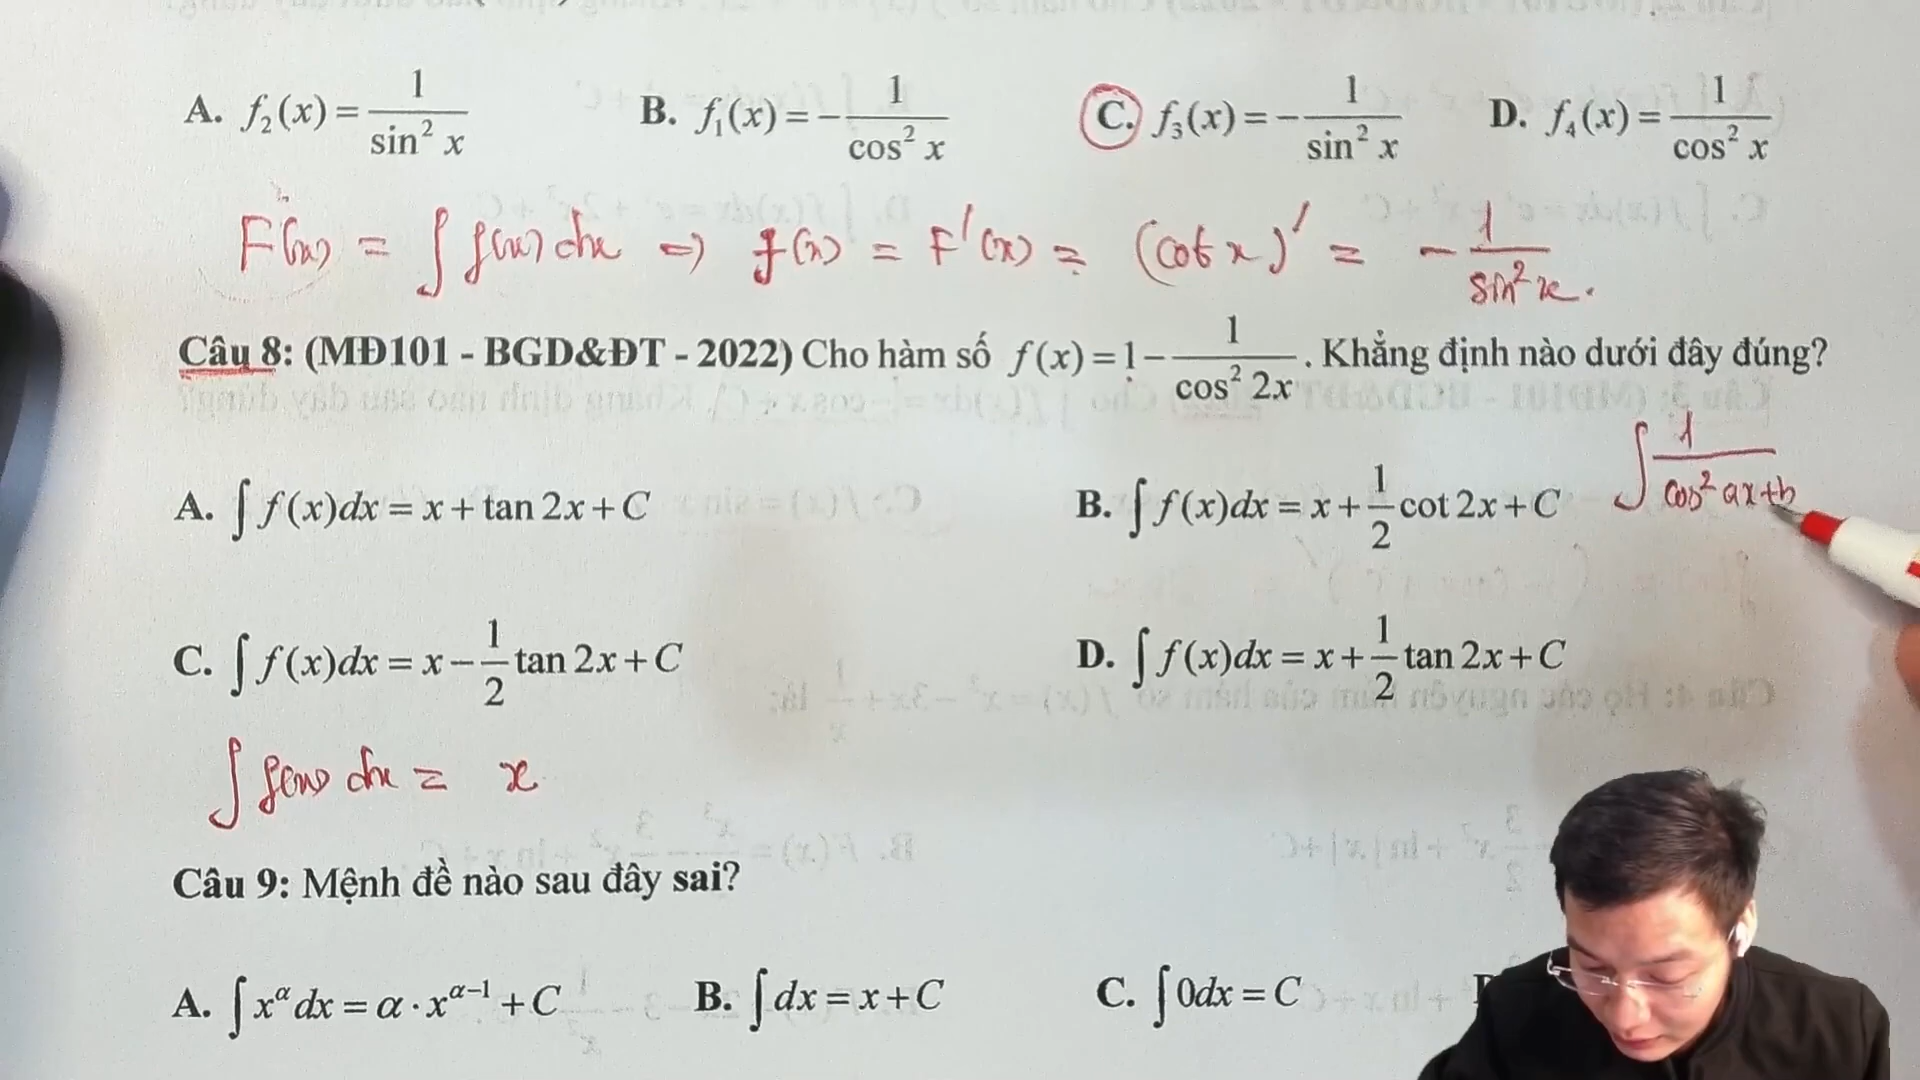 A. f₂(x) = 1/(sin² x) B. f₁(x) = -1/(cos² x) C. f₃(x) = -1/(sin² x) D. f₄(x) = 1/(cos² x)
F(x) = ∫ f(x) dx ⇒ f(x) = F'(x) = (cot x)' = -1/(sin² x).
Câu 8: (MĐ101 - BGD&ĐT - 2022) Cho hàm số f(x) = 1 - 1/(cos² 2x). Khẳng định nào dưới đây đúng?
∫ 1/(cos² ax+b)
A. ∫ f(x)dx = x + tan 2x + C B. ∫ f(x)dx = x + 1/2 cot 2x + C
C. ∫ f(x)dx = x - 1/2 tan 2x + C D. ∫ f(x)dx = x + 1/2 tan 2x + C
∫ f(x) dx = x
Câu 9: Mệnh đề nào sau đây sai?
A. ∫ x^α dx = α · x^(α-1) + C B. ∫ dx = x + C C. ∫ 0dx = C